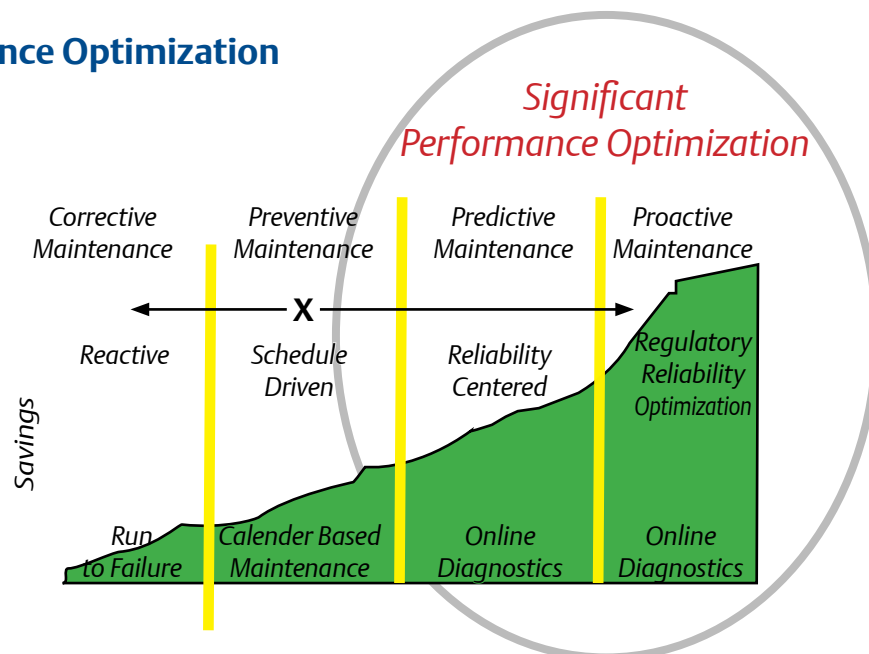 nce Optimization
Significant
Performance Optimization
Corrective
Maintenance
Preventive
Maintenance
Predictive
Maintenance
Proactive
Maintenance
X
Reactive
Schedule
Driven
Reliability
Centered
Regulatory
Reliability
Optimization
Savings
Run
to Failure
Calender Based
Maintenance
Online
Diagnostics
Online
Diagnostics